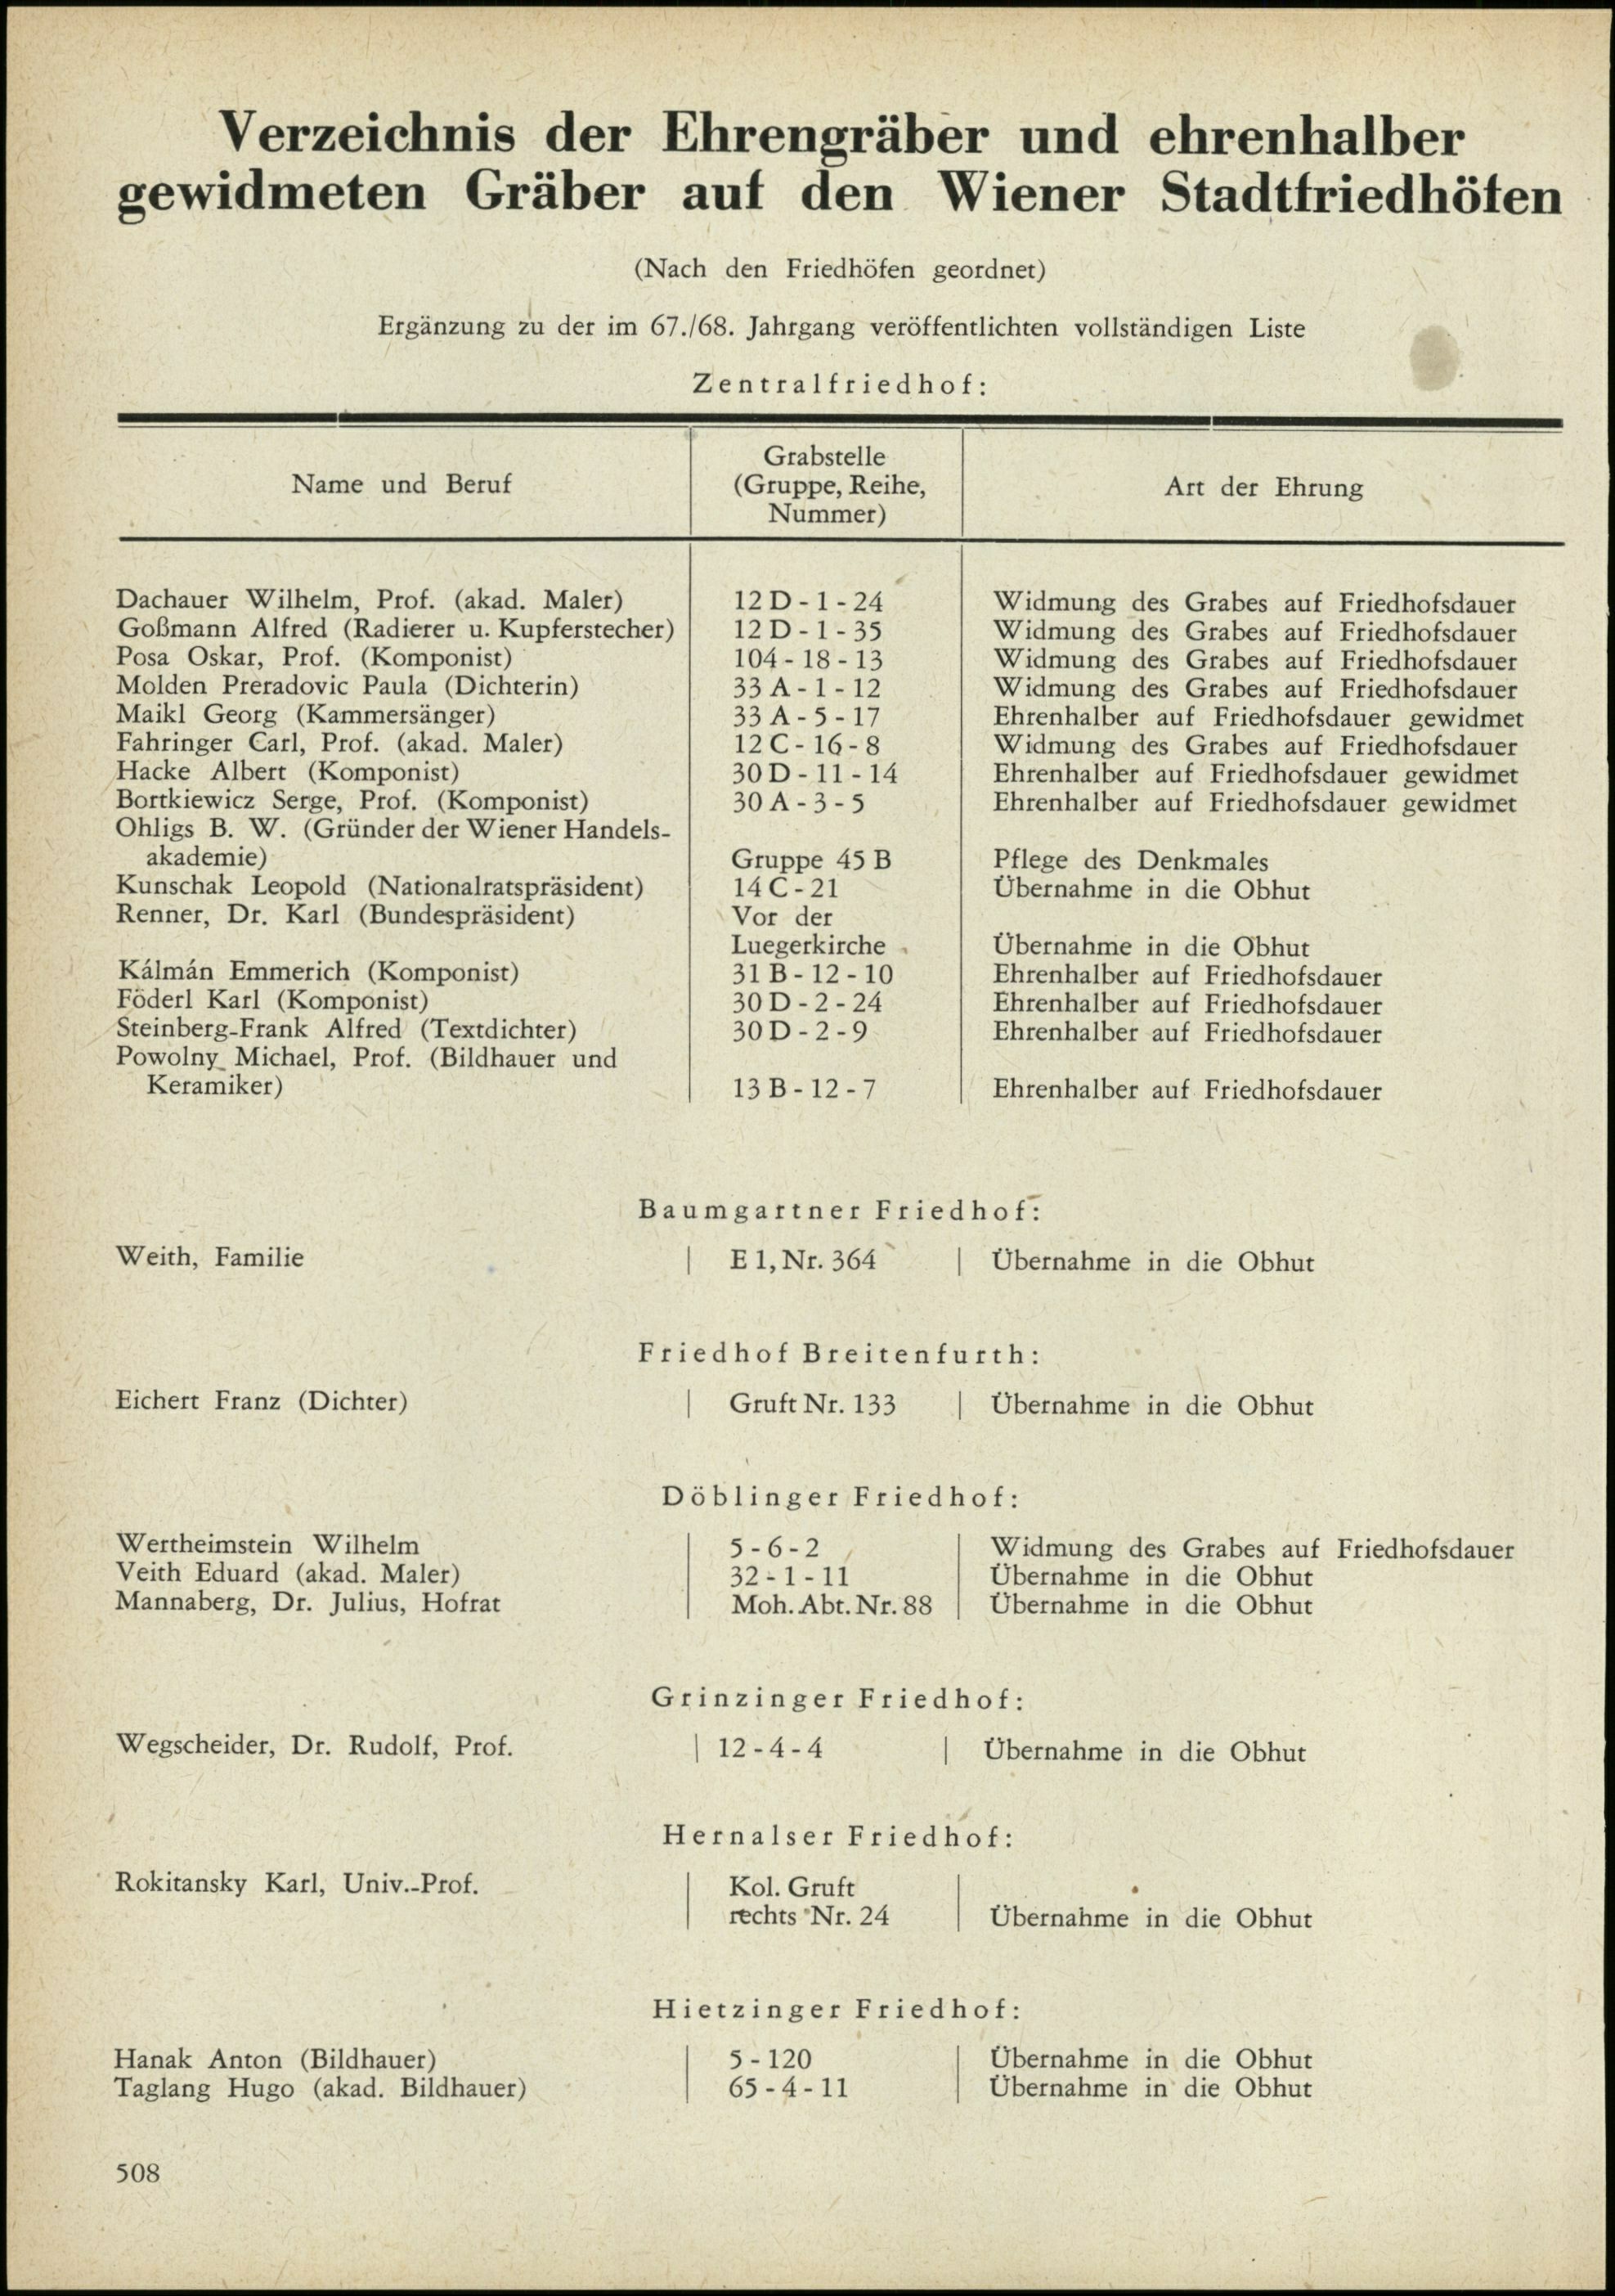 Verzeichnis der Ehrengräber und ehrenhalber
gewidmeten Gräber auf den Wiener Stadtfriedhöfen
(Nach den Friedhöfen geordnet)
Ergänzung zu der im 67./68. Jahrgang veröffentlichten vollständigen Liste
Zentralfriedhof:
Name und Beruf
Grabstelle
(Gruppe, Reihe,
Nummer)
Art der Ehrung
Dachauer Wilhelm, Prof. (akad. Maler) 12 D - 1 - 24 Widmung des Grabes auf Friedhofsdauer
Goßmann Alfred (Radierer u. Kupferstecher) 12 D - 1 - 35 Widmung des Grabes auf Friedhofsdauer
Posa Oskar, Prof. (Komponist) 104 - 18 - 13 Widmung des Grabes auf Friedhofsdauer
Molden Preradovic Paula (Dichterin) 33 A - 1 - 12 Widmung des Grabes auf Friedhofsdauer
Maikl Georg (Kammersänger) 33 A - 5 - 17 Ehrenhalber auf Friedhofsdauer gewidmet
Fahringer Carl, Prof. (akad. Maler) 12 C - 16 - 8 Widmung des Grabes auf Friedhofsdauer
Hacke Albert (Komponist) 30 D - 11 - 14 Ehrenhalber auf Friedhofsdauer gewidmet
Bortkiewicz Serge, Prof. (Komponist) 30 A - 3 - 5 Ehrenhalber auf Friedhofsdauer gewidmet
Ohligs B. W. (Gründer der Wiener Handels-
akademie) Gruppe 45 B Pflege des Denkmales
Kunschak Leopold (Nationalratspräsident) 14 C - 21 Übernahme in die Obhut
Renner, Dr. Karl (Bundespräsident) Vor der
Luegerkirche Übernahme in die Obhut
Kálmán Emmerich (Komponist) 31 B - 12 - 10 Ehrenhalber auf Friedhofsdauer
Föderl Karl (Komponist) 30 D - 2 - 24 Ehrenhalber auf Friedhofsdauer
Steinberg-Frank Alfred (Textdichter) 30 D - 2 - 9 Ehrenhalber auf Friedhofsdauer
Powolny Michael, Prof. (Bildhauer und
Keramiker) 13 B - 12 - 7 Ehrenhalber auf Friedhofsdauer
Baumgartner Friedhof:
Weith, Familie E 1, Nr. 364 Übernahme in die Obhut
Friedhof Breitenfurth:
Eichert Franz (Dichter) Gruft Nr. 133 Übernahme in die Obhut
Döblinger Friedhof:
Wertheimstein Wilhelm 5 - 6 - 2 Widmung des Grabes auf Friedhofsdauer
Veith Eduard (akad. Maler) 32 - 1 - 11 Übernahme in die Obhut
Mannaberg, Dr. Julius, Hofrat Moh. Abt. Nr. 88 Übernahme in die Obhut
Grinzinger Friedhof:
Wegscheider, Dr. Rudolf, Prof. 12 - 4 - 4 Übernahme in die Obhut
Hernalser Friedhof:
Rokitansky Karl, Univ.-Prof. Kol. Gruft
rechts Nr. 24 Übernahme in die Obhut
Hietzinger Friedhof:
Hanak Anton (Bildhauer) 5 - 120 Übernahme in die Obhut
Taglang Hugo (akad. Bildhauer) 65 - 4 - 11 Übernahme in die Obhut
508